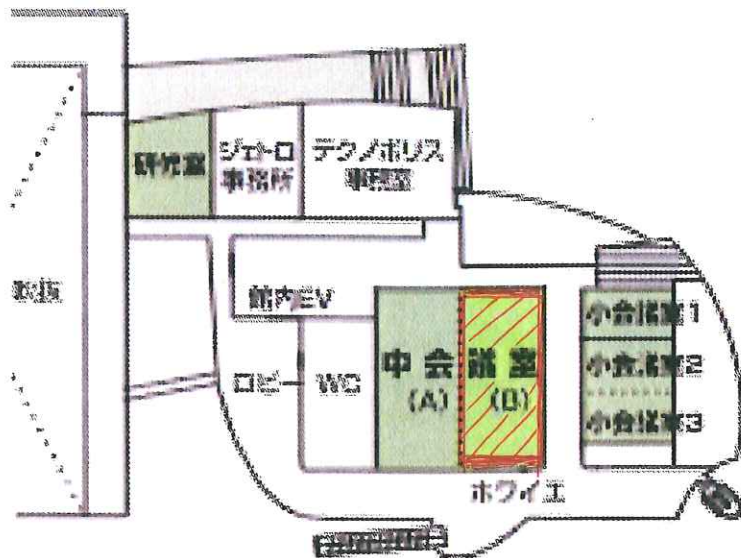 研究室
ジェトロ
事務所
テクノポリス
事務室
吹抜
館内EV
ロビー
WC
中会議室
(A)
(B)
ホワイエ
小会議室1
小会議室2
小会議室3